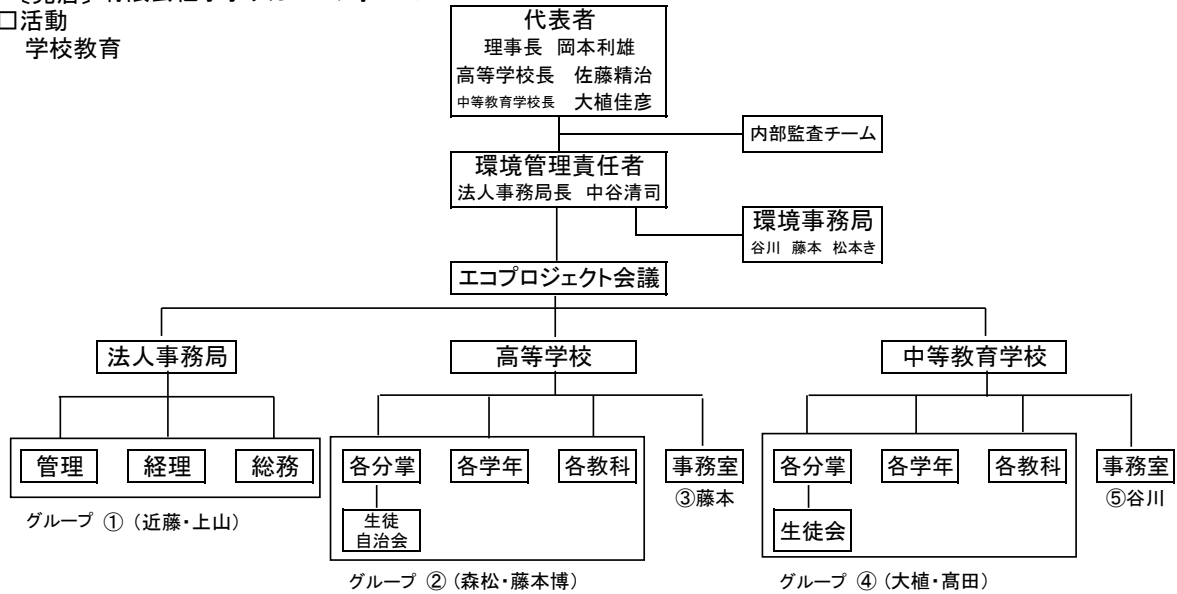 □活動
学校教育
代表者
理事長 岡本利雄
高等学校長 佐藤精治
中等教育学校長 大植佳彦
内部監査チーム
環境管理責任者
法人事務局長 中谷清司
環境事務局
谷川 藤本 松本き
エコプロジェクト会議
法人事務局 高等学校 中等教育学校
管理 経理 総務 各分掌 各学年 各教科 事務室 各分掌 各学年 各教科 事務室
③藤本 ⑤谷川
生徒
自治会
生徒会
グループ ① (近藤・上山)
グループ ② (森松・藤本博)
グループ ④ (大植・髙田)